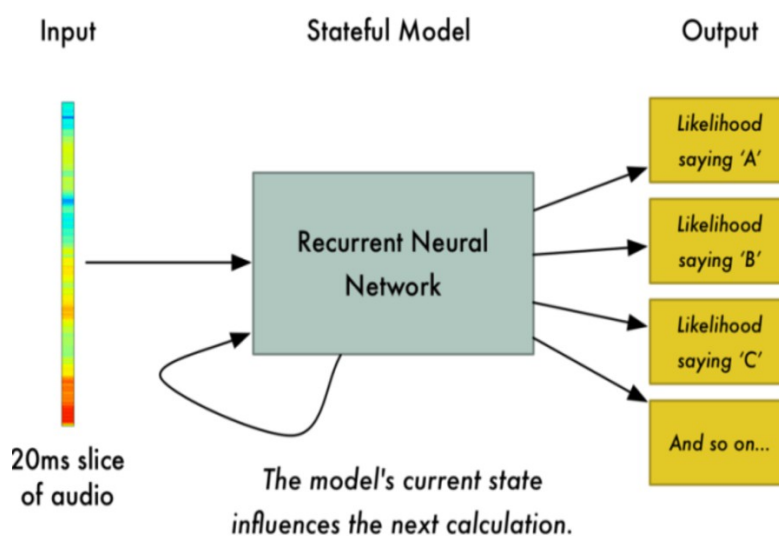 Input
Stateful Model
Output
Recurrent Neural
Network
Likelihood
saying ‘A’
Likelihood
saying ‘B’
Likelihood
saying ‘C’
And so on...
20ms slice
of audio
The model's current state
influences the next calculation.